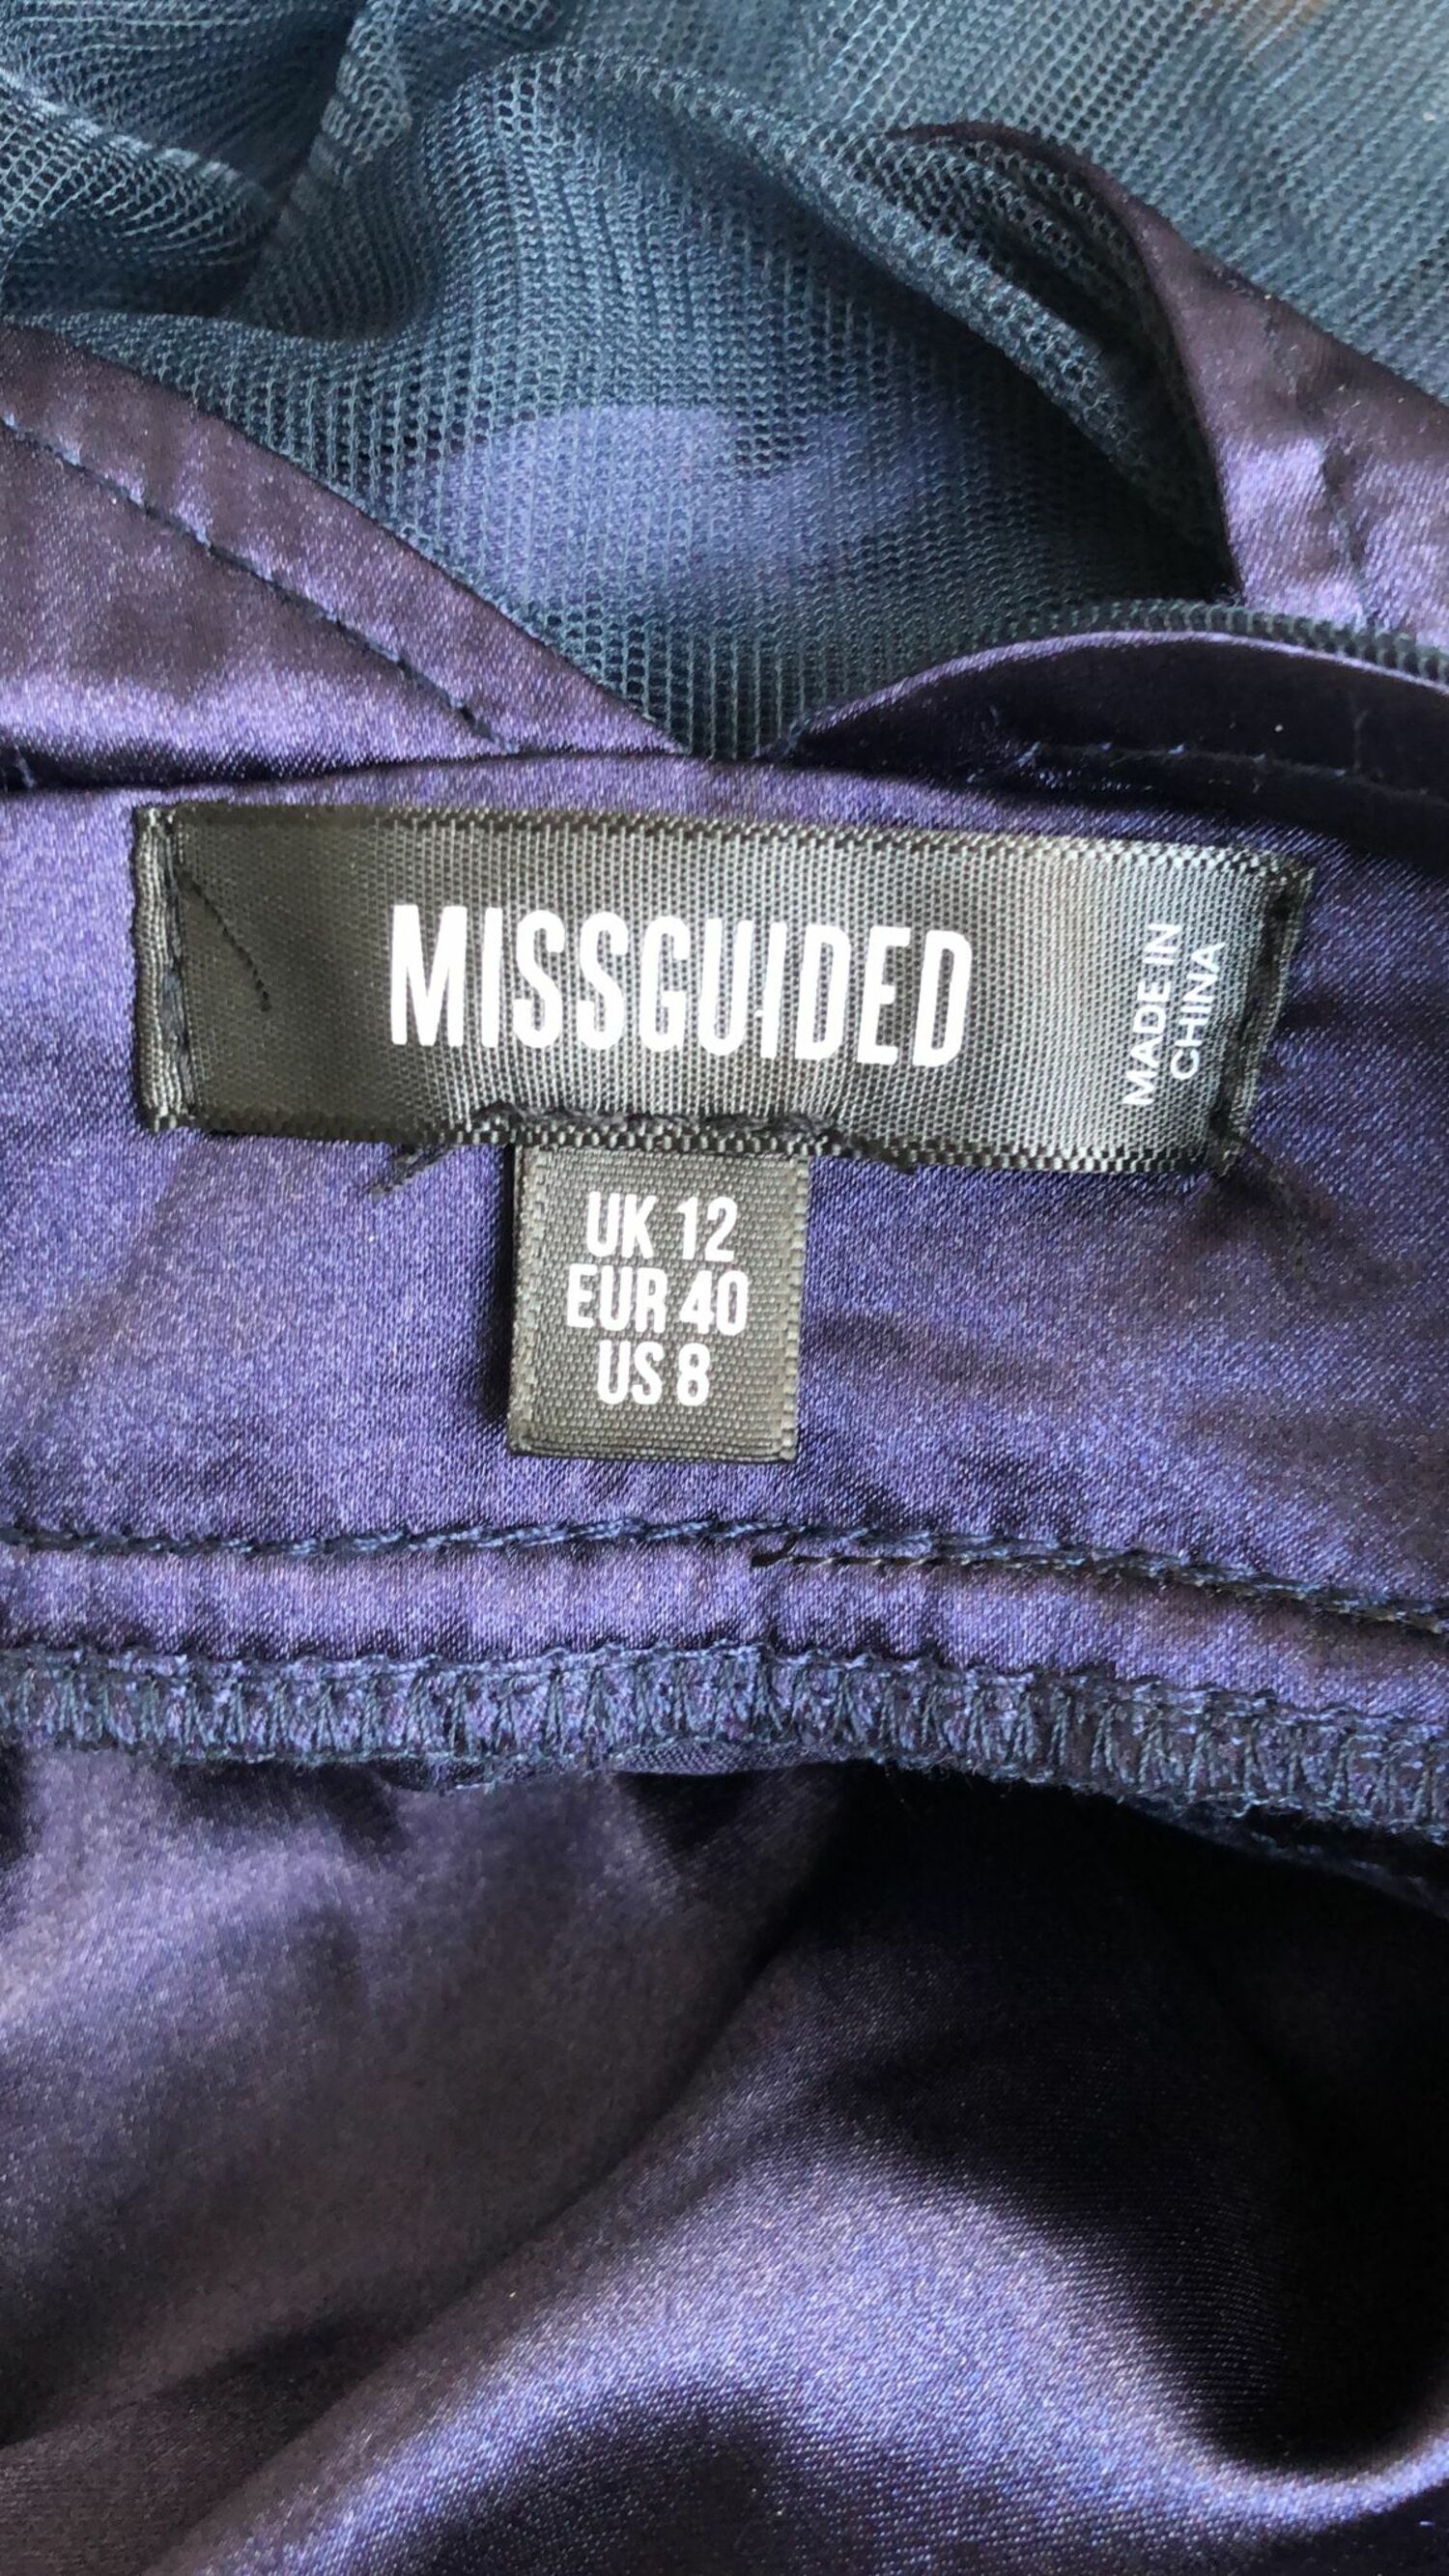 MISSGUIDED
MADE IN
CHINA
UK 12
EUR 40
US 8